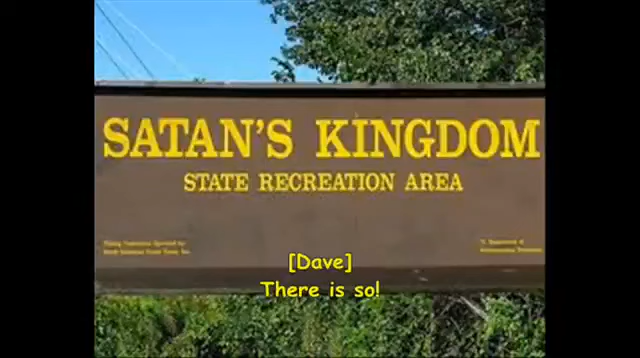 SATAN'S KINGDOM
STATE RECREATION AREA
[Dave]
There is so!